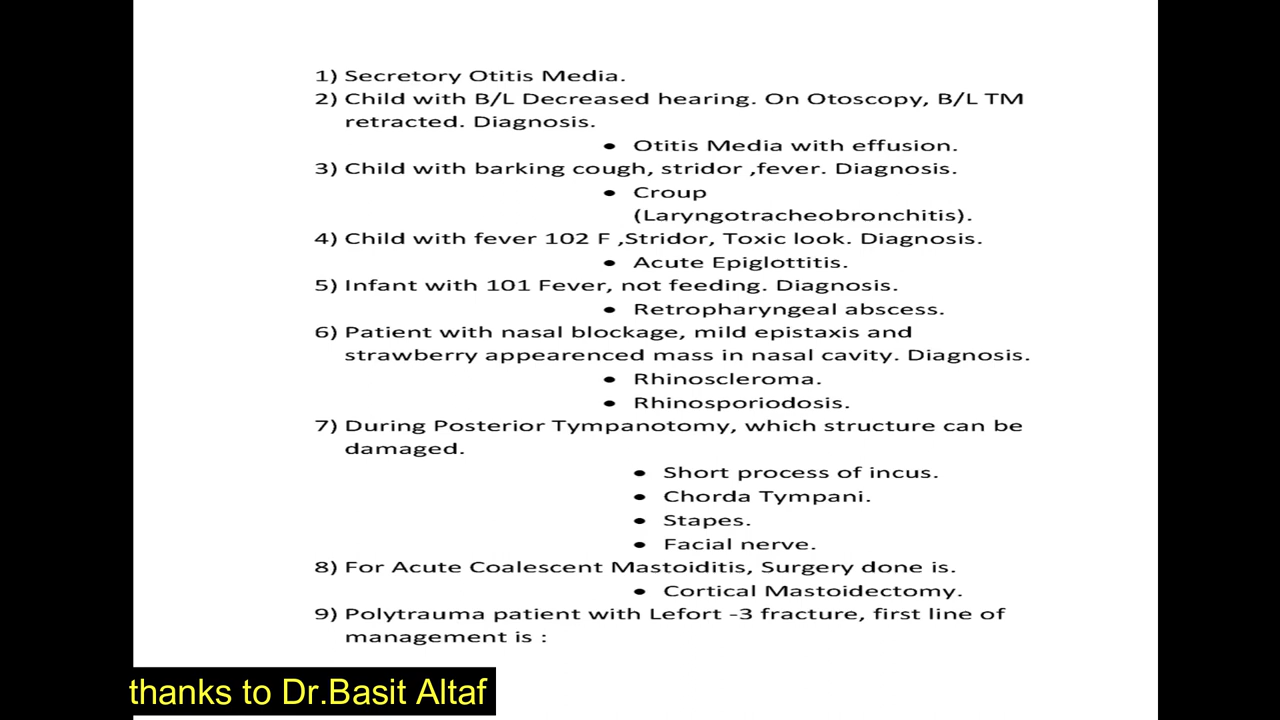 1) Secretory Otitis Media.
2) Child with B/L Decreased hearing. On Otoscopy, B/L TM
retracted. Diagnosis.
• Otitis Media with effusion.
3) Child with barking cough, stridor ,fever. Diagnosis.
• Croup
(Laryngotracheobronchitis).
4) Child with fever 102 F ,Stridor, Toxic look. Diagnosis.
• Acute Epiglottitis.
5) Infant with 101 Fever, not feeding. Diagnosis.
• Retropharyngeal abscess.
6) Patient with nasal blockage, mild epistaxis and
strawberry appearenced mass in nasal cavity. Diagnosis.
• Rhinoscleroma.
• Rhinosporiodosis.
7) During Posterior Tympanotomy, which structure can be
damaged.
• Short process of incus.
• Chorda Tympani.
• Stapes.
• Facial nerve.
8) For Acute Coalescent Mastoiditis, Surgery done is.
• Cortical Mastoidectomy.
9) Polytrauma patient with Lefort -3 fracture, first line of
management is :
thanks to Dr.Basit Altaf